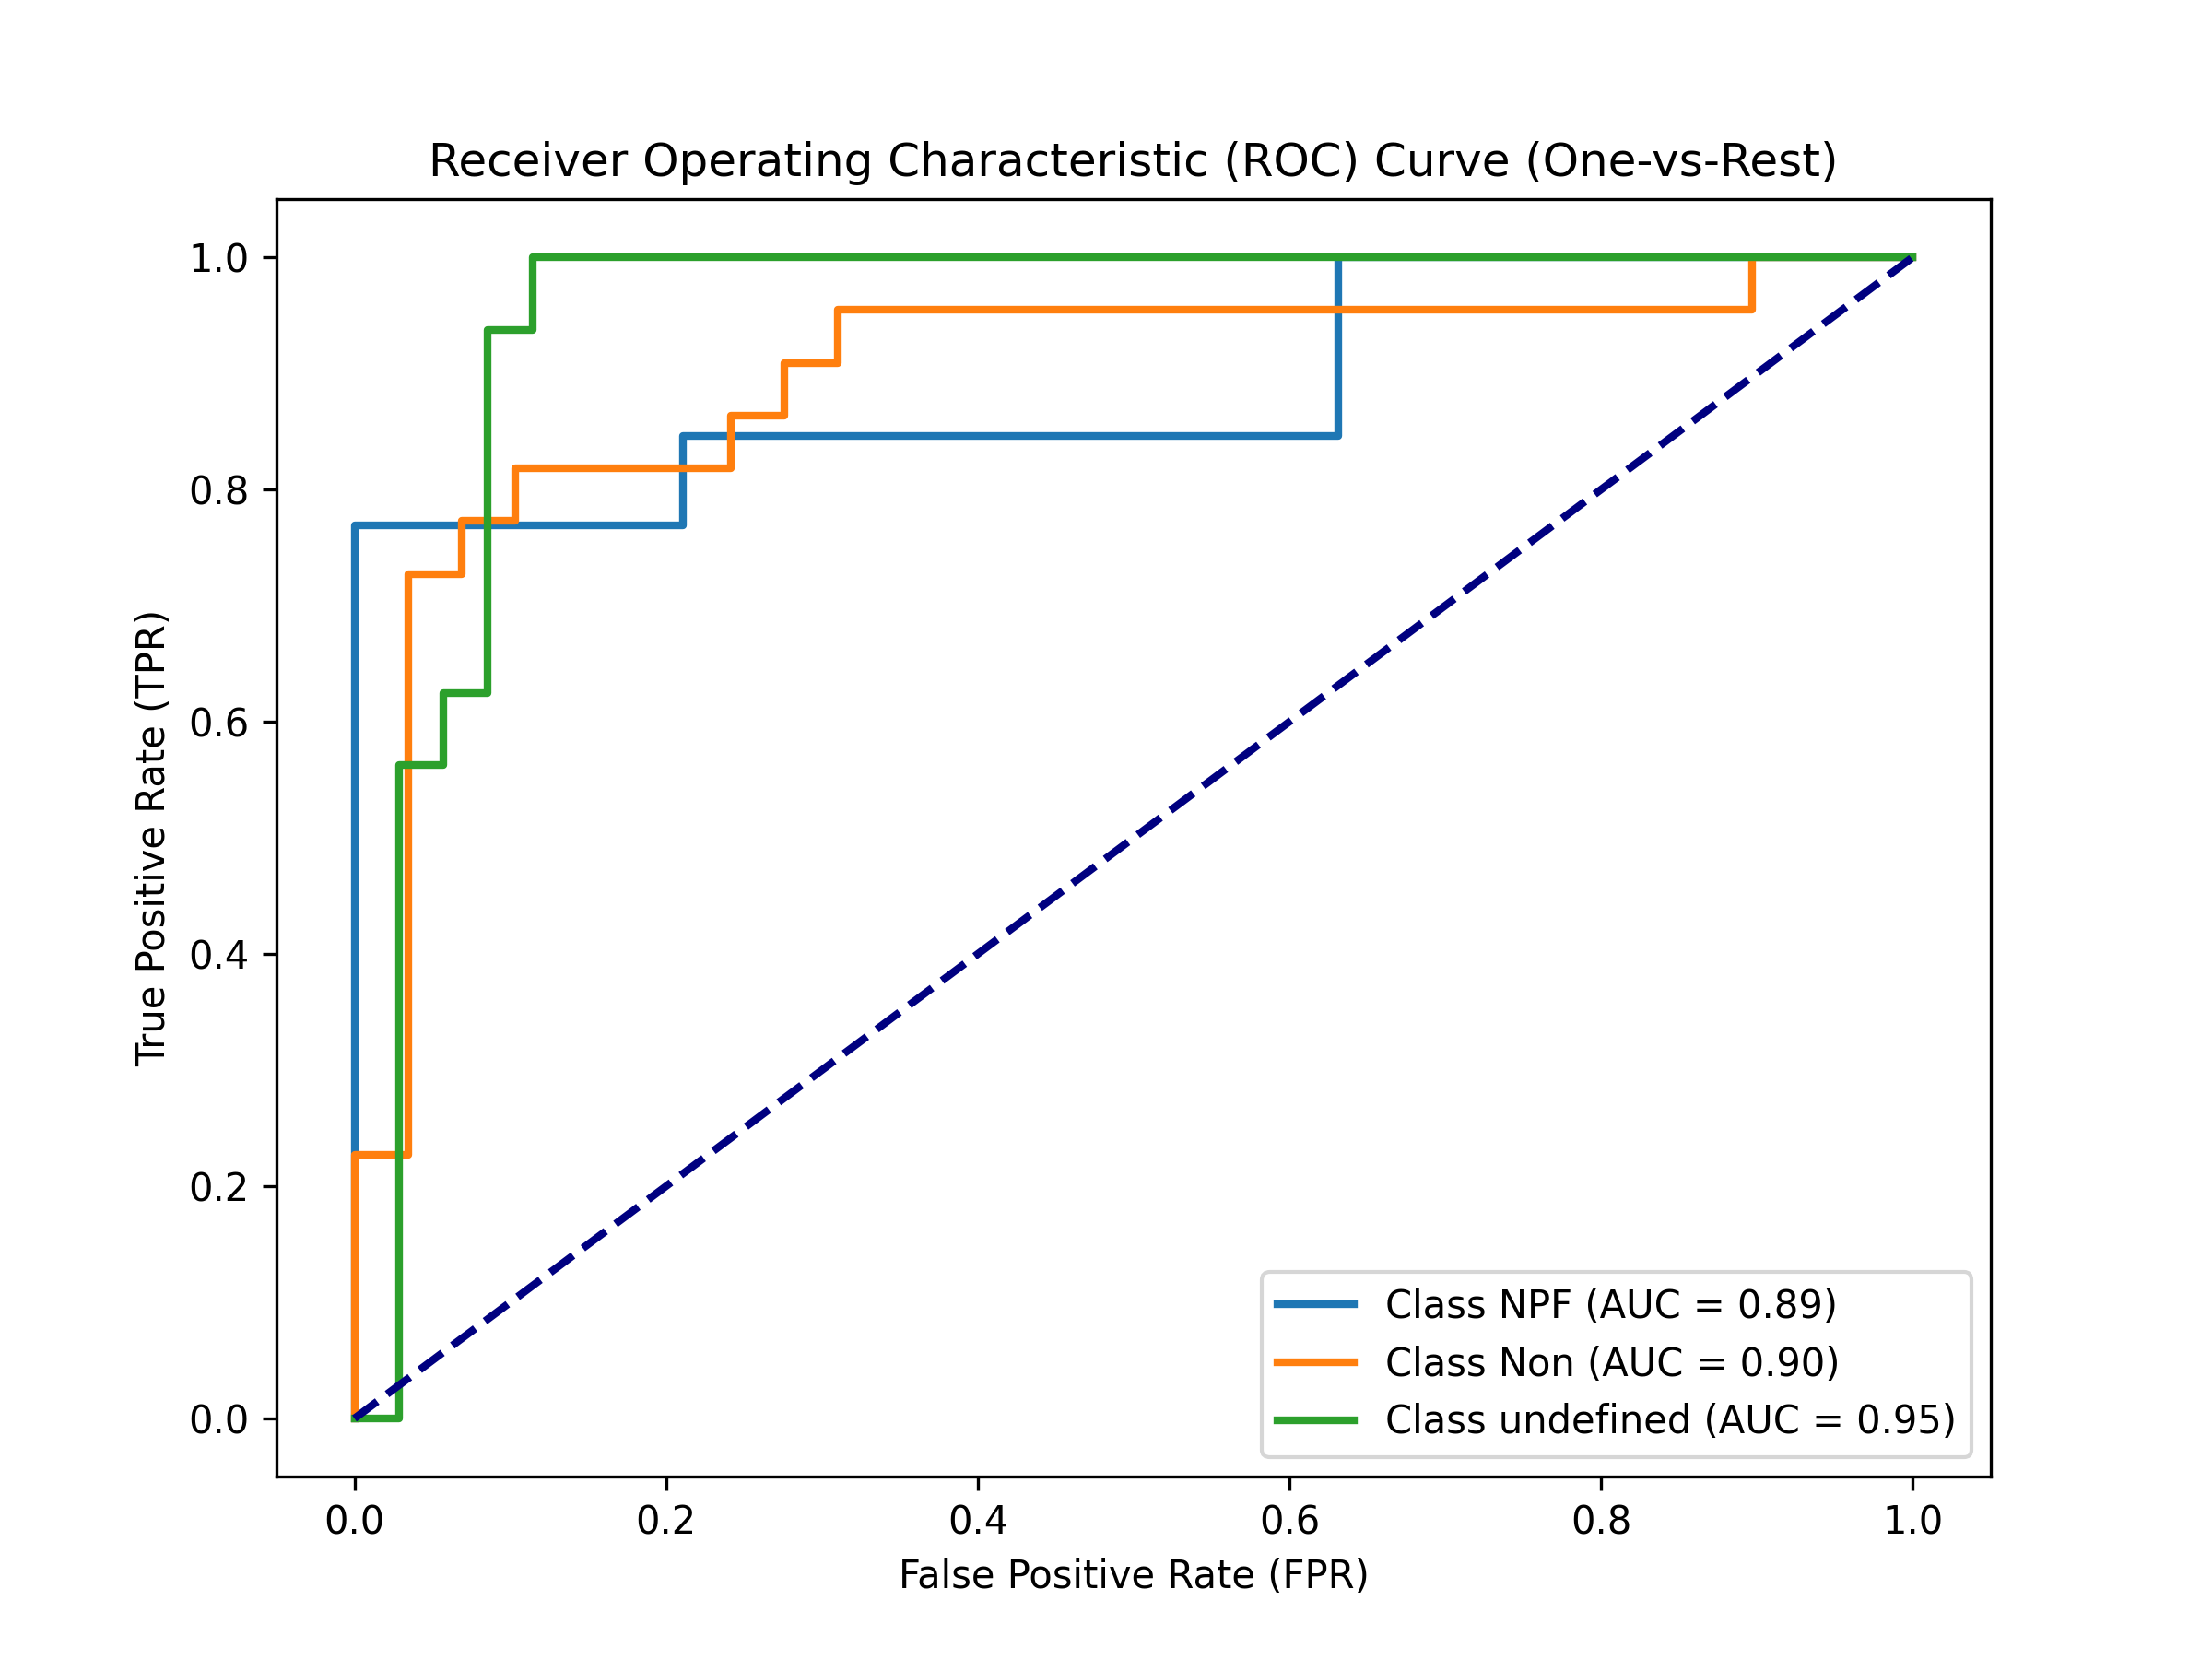 Receiver Operating Characteristic (ROC) Curve (One-vs-Rest)
1.0
0.8
0.6
0.4
0.2
0.0
True Positive Rate (TPR)
0.0 0.2 0.4 0.6 0.8 1.0
False Positive Rate (FPR)
Class NPF (AUC = 0.89)
Class Non (AUC = 0.90)
Class undefined (AUC = 0.95)